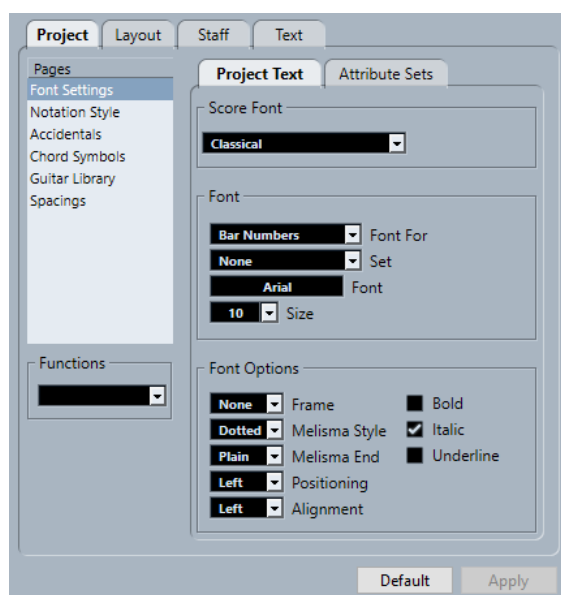 Project Layout Staff Text
Pages
Font Settings
Notation Style
Accidentals
Chord Symbols
Guitar Library
Spacings
Functions
Project Text Attribute Sets
Score Font
Classical
Font
Bar Numbers Font For
None Set
Arial Font
10 Size
Font Options
None Frame Bold
Dotted Melisma Style Italic
Plain Melisma End Underline
Left Positioning
Left Alignment
Default Apply